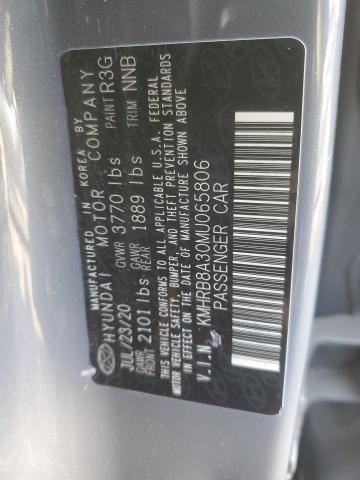 MANUFACTURED IN KOREA BY
HYUNDAI MOTOR COMPANY
JUL/23/20 GVWR 3770 lbs PAINT R3G
GAWR FRONT 2101 lbs GAWR REAR 1889 lbs TRIM NNB
THIS VEHICLE CONFORMS TO ALL APPLICABLE U.S.A. FEDERAL
MOTOR VEHICLE SAFETY, BUMPER, AND THEFT PREVENTION STANDARDS
IN EFFECT ON THE DATE OF MANUFACTURE SHOWN ABOVE
V.I.N.: KMHRB8A30MU065806
PASSENGER CAR